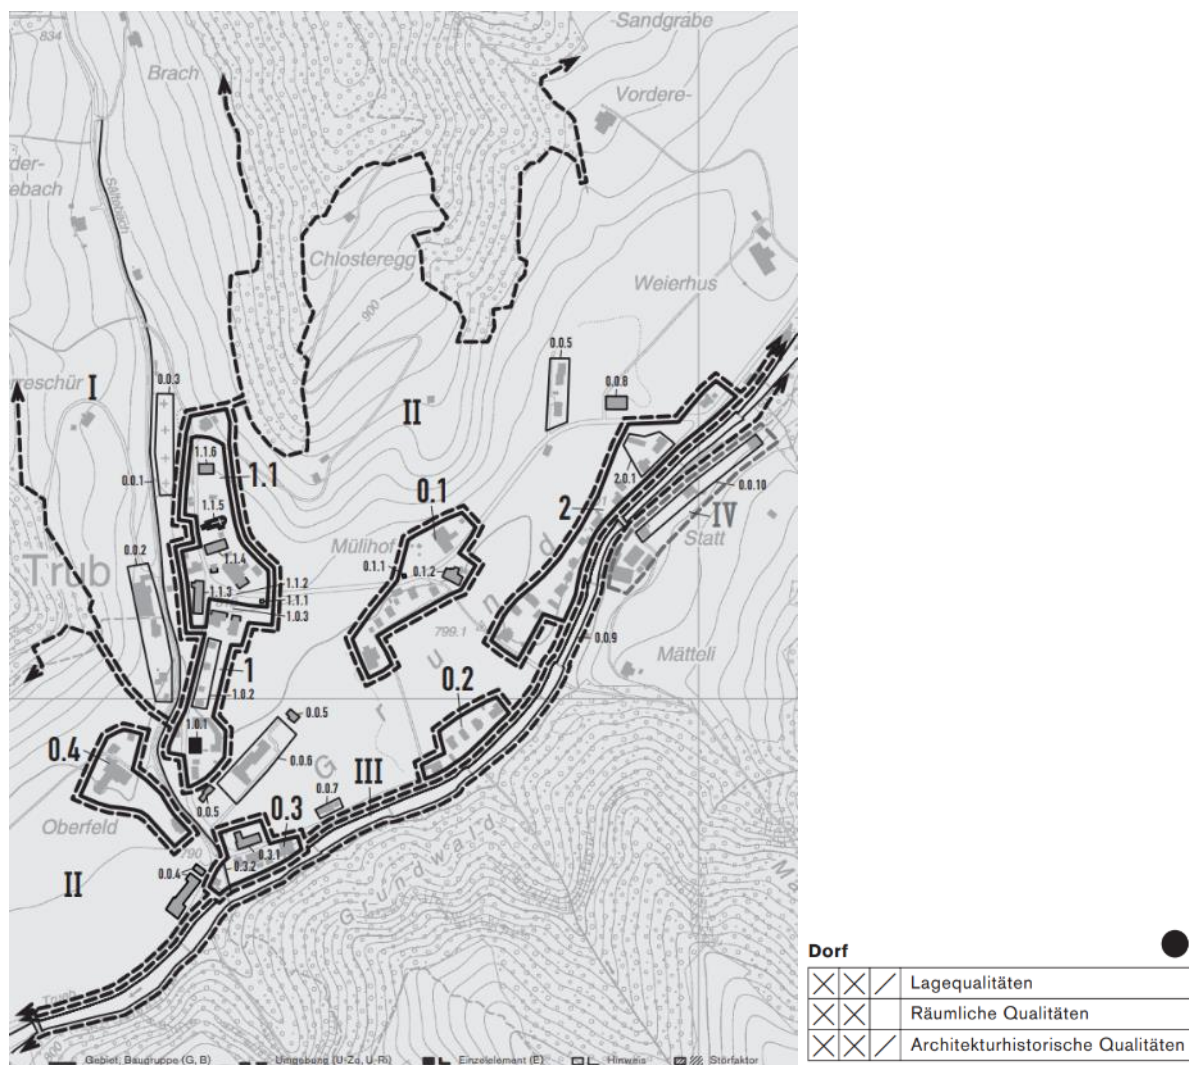 -Sandgrabe
834
Brach
Vordere-
der-
ebach
Sältebach
Chlosteregg
Weierhus
900
0.0.5
reschür
I
0.0.3
0.0.8
II
1.1.6
1.1
2.0.1
0.0.1
0.1
0.0.10
1.1.5
2
IV
Statt
Mülihof
0.0.2
1.1.4
0.1.1
0.1.2
Trub
1.1.2
1.1.3
1.1.1
1.0.3
n
d
799.1
0.0.9
u
Mätteli
1
0.2
1.0.2
r
0.0.5
1.0.1
0.4
0.0.6
G
III
0.0.7
0.0.5
0.3
Oberfeld
790
0.3.1
0.0.4
0.3.2
II
Grundwald
Ma
Trueb
800
Gebiet, Baugruppe (G, B) Umgebung (U-Zo, U-Ri) Einzelelement (E) Hinweis Störfaktor
Dorf
Lagequalitäten
Räumliche Qualitäten
Architekturhistorische Qualitäten